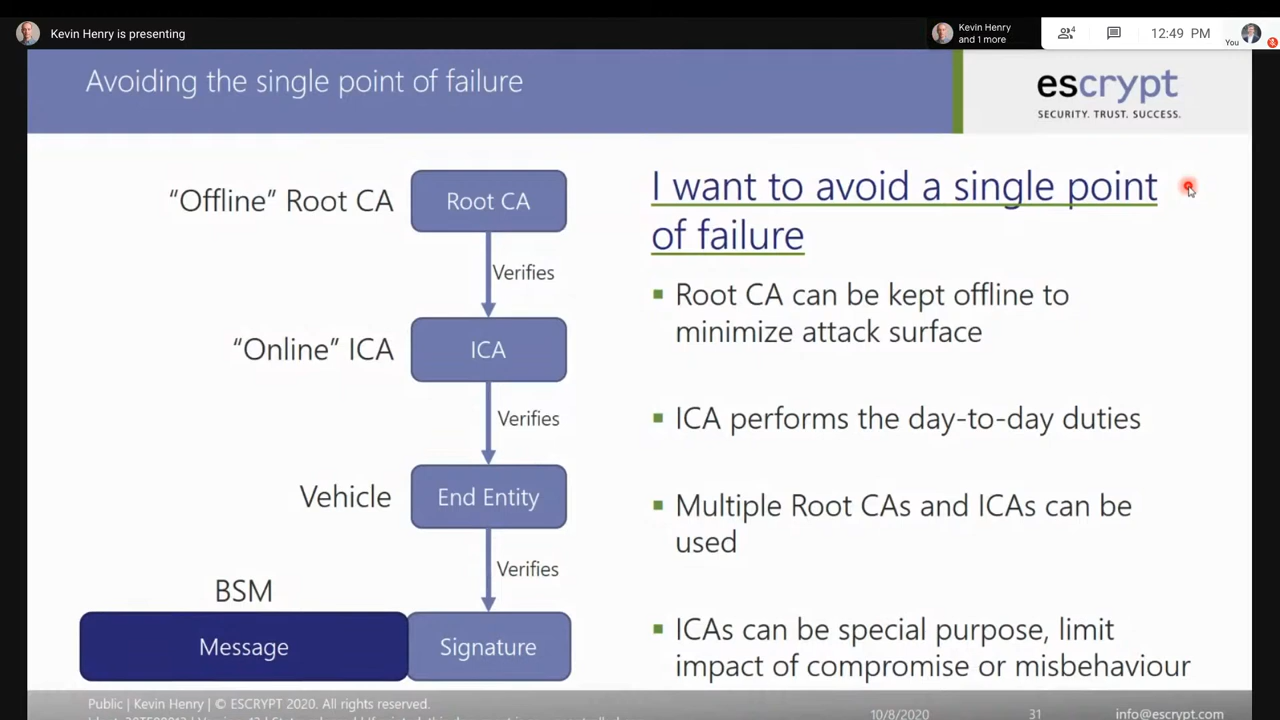 Kevin Henry is presenting
Kevin Henry
and 1 more
4
12:49 PM
You
Avoiding the single point of failure
escrypt
SECURITY. TRUST. SUCCESS.
"Offline" Root CA
Root CA
Verifies
"Online" ICA
ICA
Verifies
Vehicle
End Entity
Verifies
BSM
Message
Signature
I want to avoid a single point
of failure
Root CA can be kept offline to
minimize attack surface
ICA performs the day-to-day duties
Multiple Root CAs and ICAs can be
used
ICAs can be special purpose, limit
impact of compromise or misbehaviour
Public | Kevin Henry | © ESCRYPT 2020. All rights reserved.
10/8/2020
31
info@escrypt.com